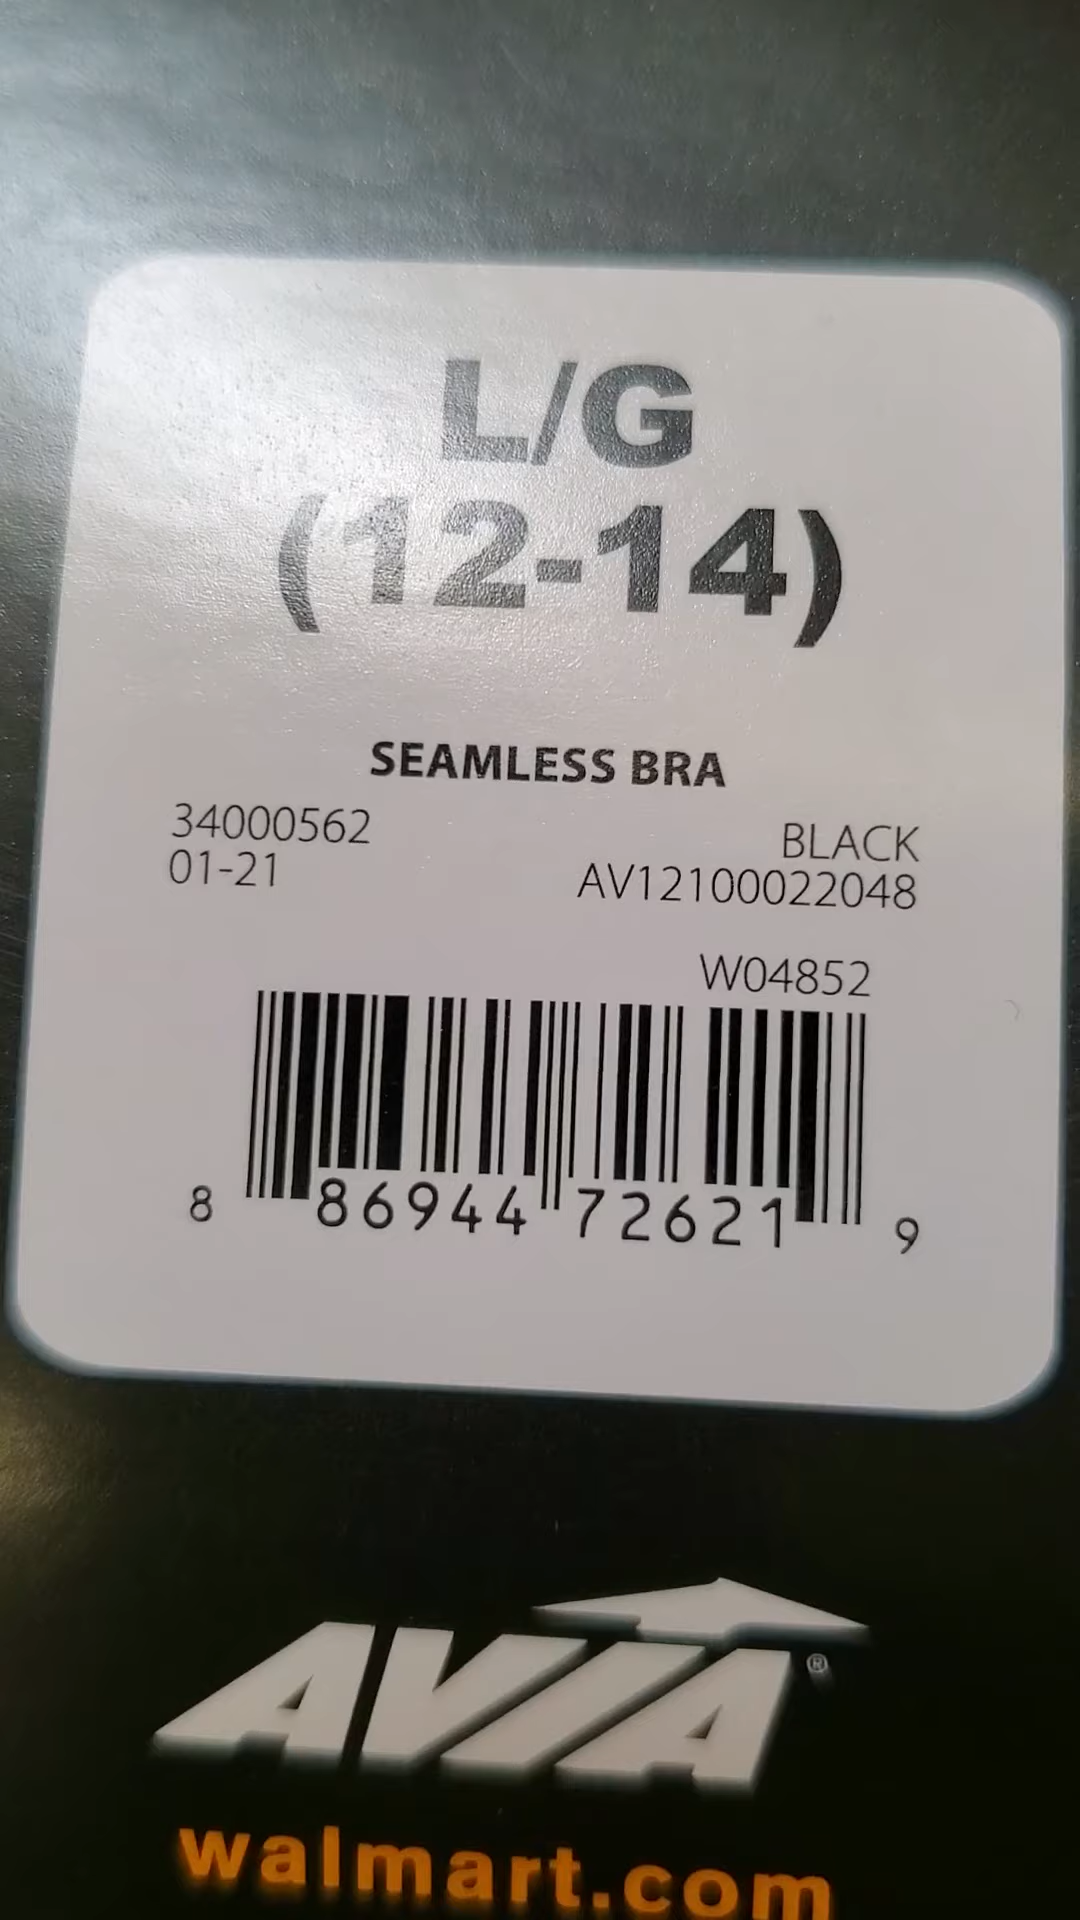 L/G
(12-14)
SEAMLESS BRA
34000562
BLACK
01-21
AV12100022048
W04852
8 86944 72621 9
AVIA®
walmart.com